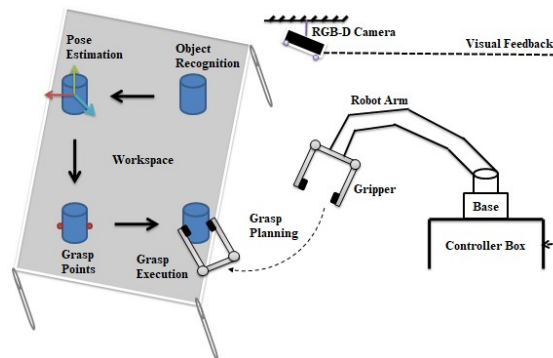 Pose
Estimation
Object
Recognition
RGB-D Camera
Visual Feedback
Robot Arm
Workspace
Gripper
Grasp
Planning
Base
Grasp
Points
Grasp
Execution
Controller Box